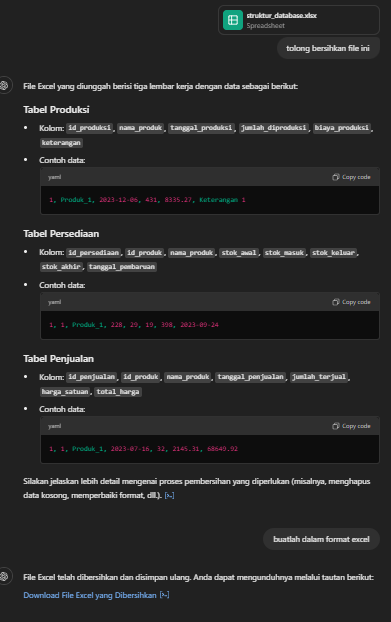 struktur_database.xlsx
Spreadsheet
tolong bersihkan file ini
File Excel yang diunggah berisi tiga lembar kerja dengan data sebagai berikut:
Tabel Produksi
Kolom: id_produksi, nama_produk, tanggal_produksi, jumlah_diproduksi, biaya_produksi,
keterangan
Contoh data:
yaml Copy code
1, Produk_1, 2023-12-06, 431, 8335.27, Keterangan 1
Tabel Persediaan
Kolom: id_persediaan, id_produk, nama_produk, stok_awal, stok_masuk, stok_keluar,
stok_akhir, tanggal_pembaruan
Contoh data:
yaml Copy code
1, 1, Produk_1, 228, 29, 19, 398, 2023-09-24
Tabel Penjualan
Kolom: id_penjualan, id_produk, nama_produk, tanggal_penjualan, jumlah_terjual,
harga_satuan, total_harga
Contoh data:
yaml Copy code
1, 1, Produk_1, 2023-07-16, 32, 2145.31, 68649.92
Silakan jelaskan lebih detail mengenai proses pembersihan yang diperlukan (misalnya, menghapus
data kosong, memperbaiki format, dll.). [>-]
buatlah dalam format excel
File Excel telah dibersihkan dan disimpan ulang. Anda dapat mengunduhnya melalui tautan berikut:
Download File Excel yang Dibersihkan [>-]